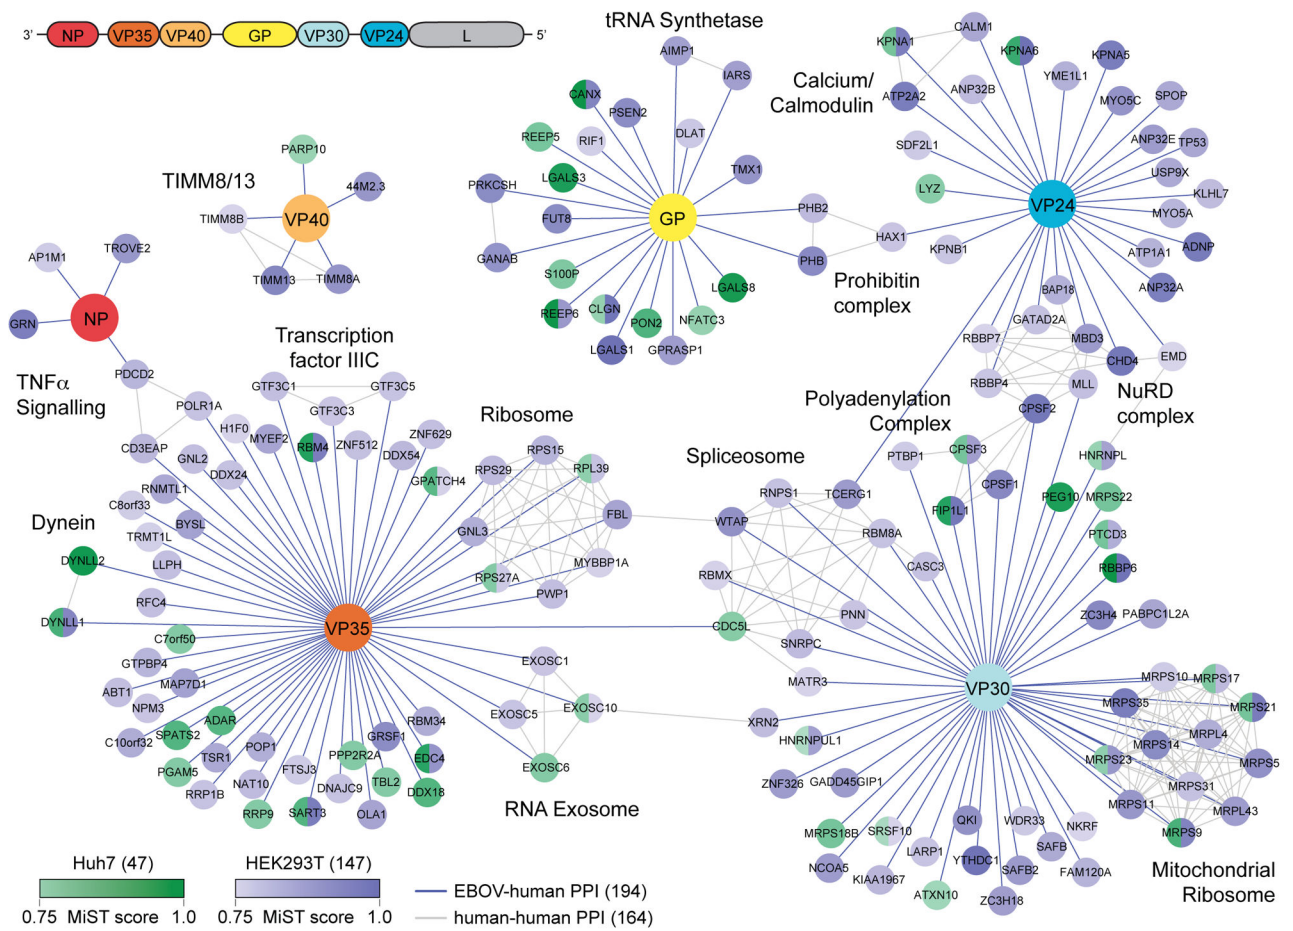 3'
NP
VP35
VP40
GP
VP30
VP24
L
5'
tRNA Synthetase
AIMP1
IARS
CANX
PSEN2
REEP5
RIF1
DLAT
TMX1
LGALS3
PRKCSH
FUT8
GP
GANAB
S100P
REEP6
CLGN
PON2
NFATC3
LGALS8
LGALS1
GPRASP1
PHB2
HAX1
PHB
Prohibitin
complex
Calcium/
Calmodulin
KPNA1
CALM1
KPNA6
YME1L1
KPNA5
ATP2A2
ANP32B
MYO5C
SPOP
SDF2L1
ANP32E
TP53
USP9X
LYZ
KLHL7
VP24
MYO5A
KPNB1
ATP1A1
ADNP
ANP32A
BAP18
GATAD2A
RBBP7
MBD3
CHD4
EMD
RBBP4
MLL
CPSF2
NuRD
complex
TIMM8/13
PARP10
44M2.3
TIMM8B
VP40
TIMM13
TIMM8A
AP1M1
TROVE2
GRN
NP
TNFα
Signalling
PDCD2
POLR1A
CD3EAP
Transcription
factor IIIC
GTF3C1
GTF3C5
GTF3C3
H1F0
MYEF2
RBM4
ZNF512
ZNF629
DDX54
GNL2
DDX24
GPATCH4
RNMTL1
C8orf33
BYSL
TRMT1L
LLPH
Dynein
DYNLL2
DYNLL1
RFC4
C7orf50
GTPBP4
ABT1
MAP7D1
NPM3
C10orf32
SPATS2
ADAR
TSR1
POP1
PGAM5
RRP1B
NAT10
FTSJ3
RRP9
SART3
DNAJC9
PPP2R2A
GRSF1
RBM34
EDC4
TBL2
DDX18
OLA1
VP35
Ribosome
RPS15
RPS29
RPL39
FBL
GNL3
MYBBP1A
RPS27A
PWP1
EXOSC1
EXOSC5
EXOSC10
EXOSC6
RNA Exosome
Spliceosome
RNPS1
TCERG1
WTAP
RBM8A
RBMX
CASC3
CDC5L
PNN
SNRPC
MATR3
XRN2
Polyadenylation
Complex
PTBP1
CPSF3
CPSF1
FIP1L1
HNRNPL
PEG10
MRPS22
PTCD3
RBBP6
ZC3H4
PABPC1L2A
VP30
HNRNPUL1
ZNF326
GADD45GIP1
MRPS18B
SRSF10
NCOA5
KIAA1967
LARP1
QKI
YTHDC1
ATXN10
ZC3H18
WDR33
SAFB2
SAFB
NKRF
FAM120A
MRPS10
MRPS17
MRPS35
MRPS21
MRPL4
MRPS14
MRPS23
MRPS5
MRPS31
MRPS11
MRPL43
MRPS9
Mitochondrial
Ribosome
Huh7 (47)
0.75 MiST score 1.0
HEK293T (147)
0.75 MiST score 1.0
EBOV-human PPI (194)
human-human PPI (164)